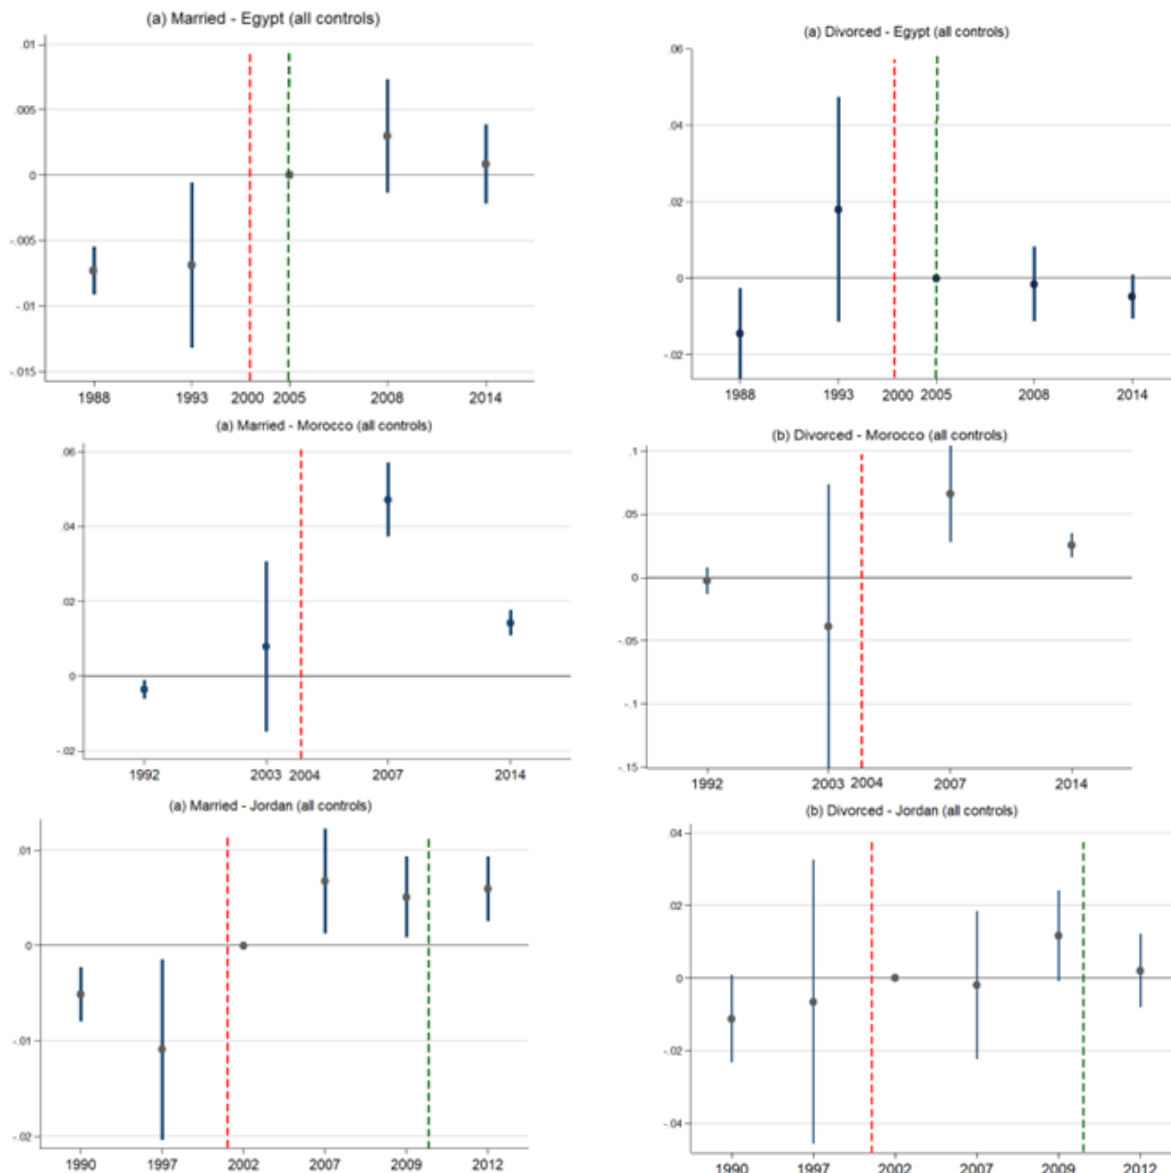 (a) Married - Egypt (all controls)
.01
.005
0
-.005
-.01
-.015
1988 1993 2000 2005 2008 2014
(a) Divorced - Egypt (all controls)
.06
.04
.02
0
-.02
1988 1993 2000 2005 2008 2014
(a) Married - Morocco (all controls)
.06
.04
.02
0
-.02
1992 2003 2004 2007 2014
(b) Divorced - Morocco (all controls)
.1
.05
0
-.05
-.1
-.15
1992 2003 2004 2007 2014
(a) Married - Jordan (all controls)
.01
0
-.01
-.02
1990 1997 2002 2007 2009 2012
(b) Divorced - Jordan (all controls)
.04
.02
0
-.02
-.04
1990 1997 2002 2007 2009 2012